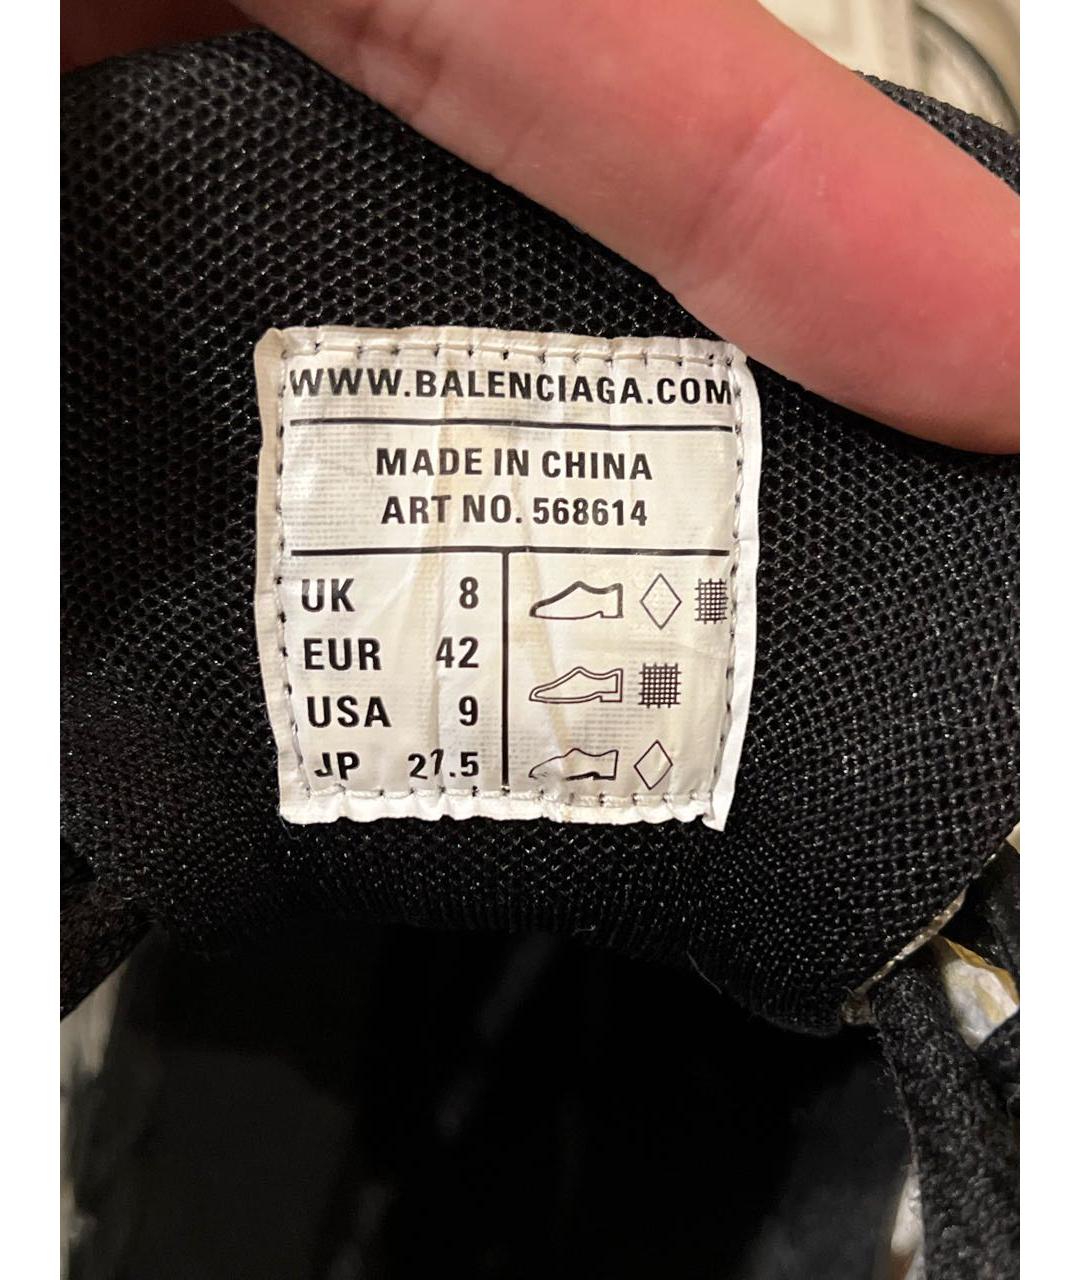 WWW.BALENCIAGA.COM
MADE IN CHINA
ART NO. 568614
UK 8
EUR 42
USA 9
JP 27.5